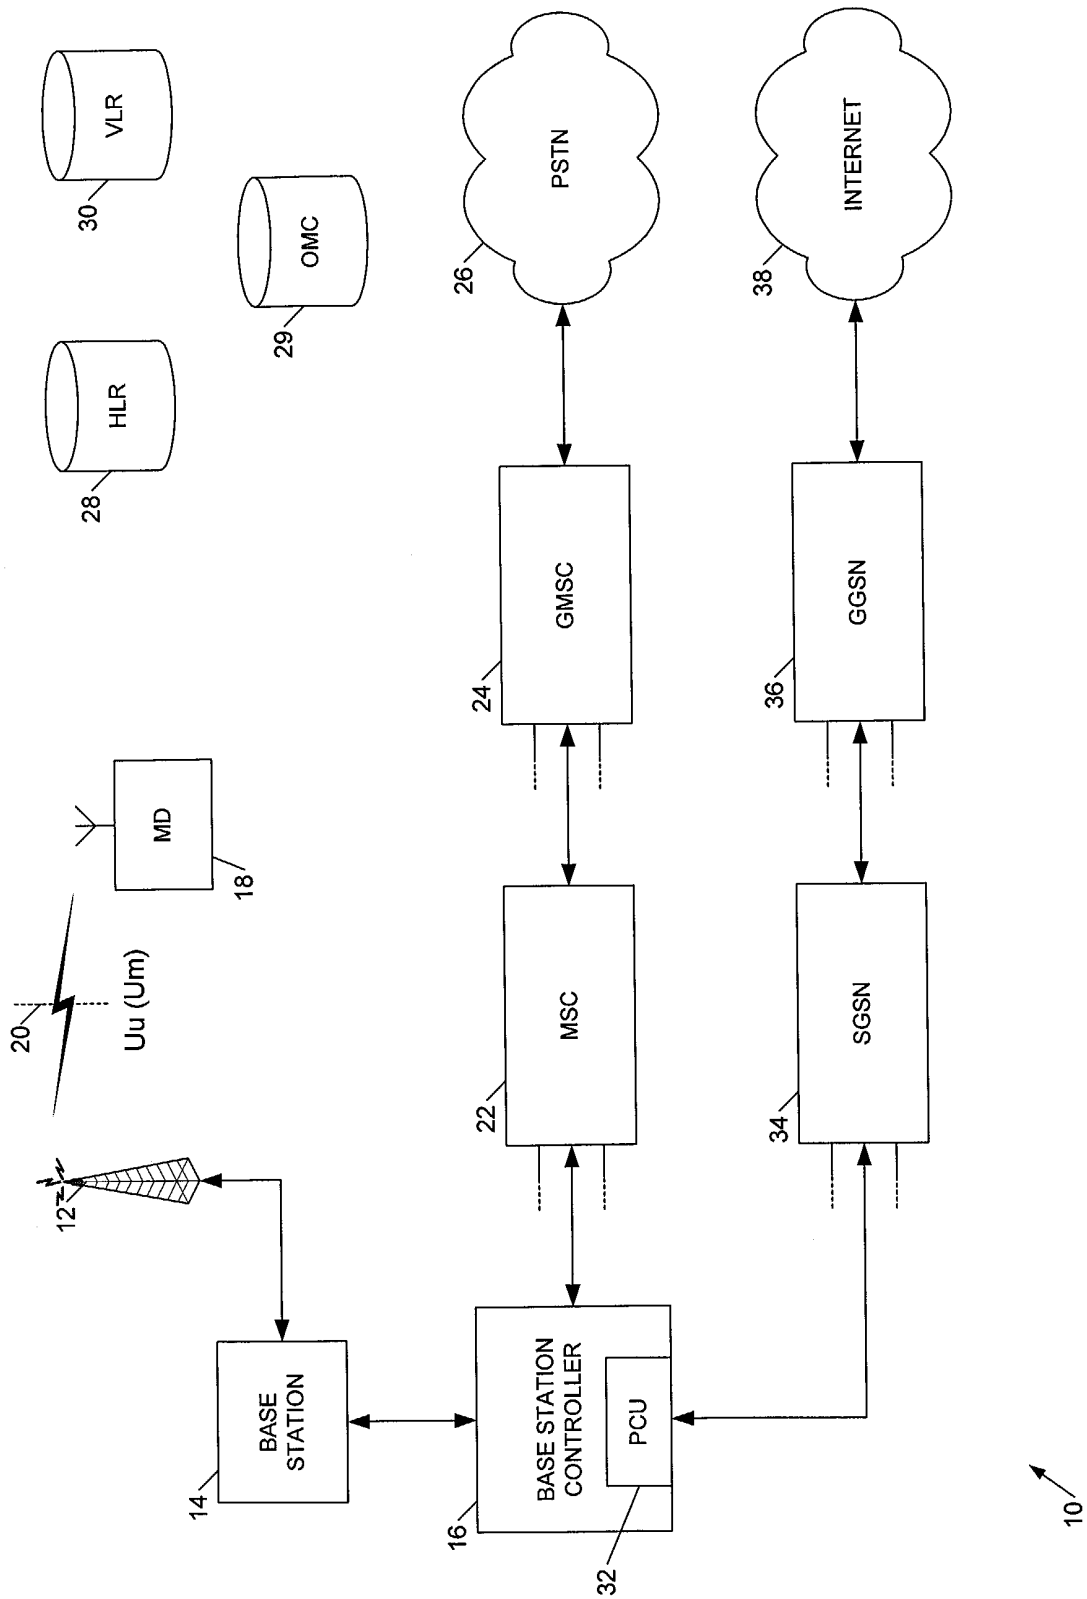 20
12
Uu (Um)
MD
18
HLR
28
VLR
30
OMC
29
BASE
STATION
14
BASE STATION
CONTROLLER
16
PCU
32
MSC
22
GMSC
24
PSTN
26
SGSN
34
GGSN
36
INTERNET
38
10